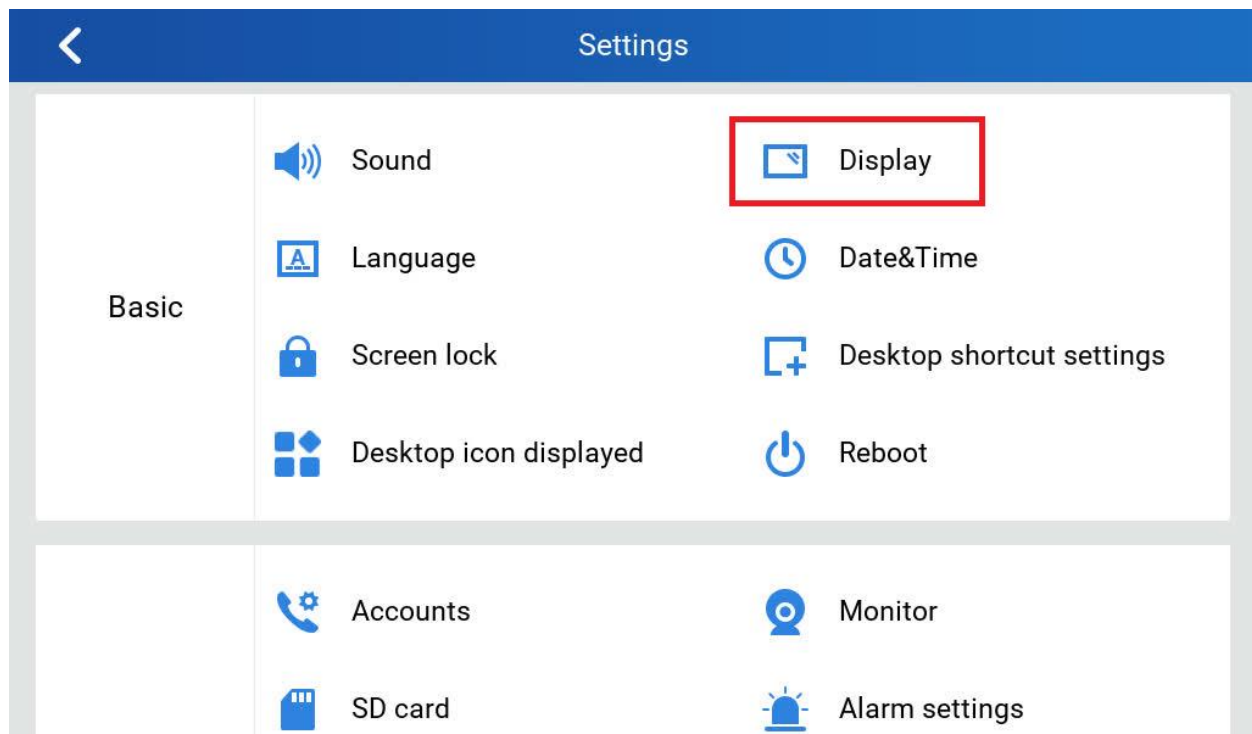 Settings
Sound
Display
Language
Date&Time
Basic
Screen lock
Desktop shortcut settings
Desktop icon displayed
Reboot
Accounts
Monitor
SD card
Alarm settings